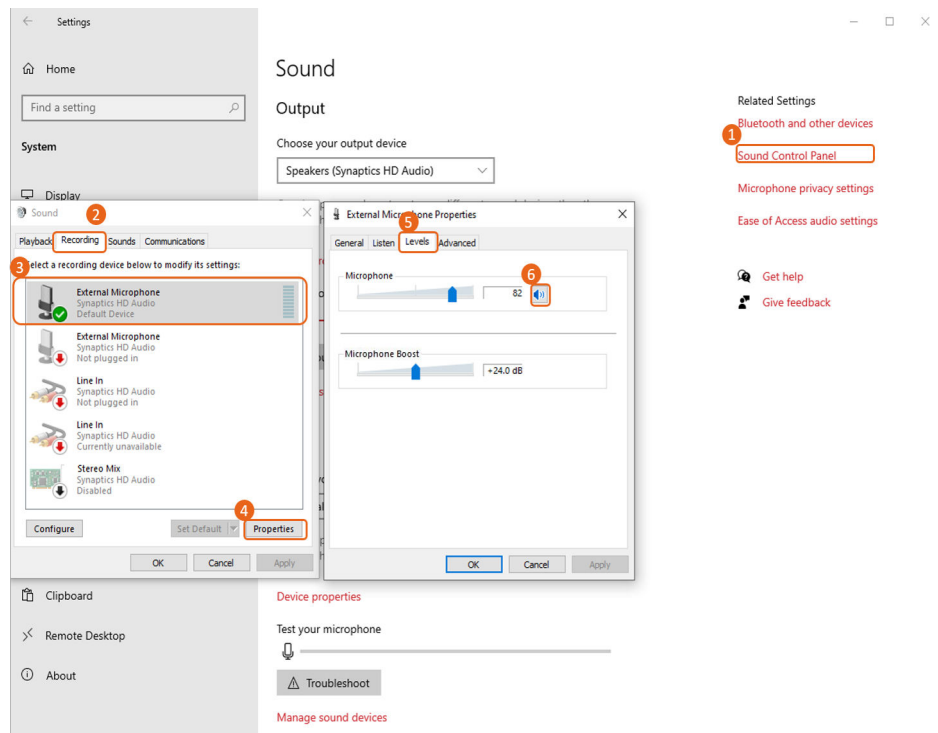 Settings
Home
Find a setting
System
Display
Sound
Output
Choose your output device
Speakers (Synaptics HD Audio)
Related Settings
Bluetooth and other devices
1
Sound Control Panel
Microphone privacy settings
Ease of Access audio settings
Get help
Give feedback
Sound
2
Playback
Recording
Sounds
Communications
3
elect a recording device below to modify its settings:
External Microphone
Synaptics HD Audio
Default Device
External Microphone
Synaptics HD Audio
Not plugged in
Line In
Synaptics HD Audio
Not plugged in
Line In
Synaptics HD Audio
Currently unavailable
Stereo Mix
Synaptics HD Audio
Disabled
4
Configure
Set Default
Properties
OK
Cancel
Apply
External Microphone Properties
5
General
Listen
Levels
Advanced
6
Microphone
82
Microphone Boost
+24.0 dB
OK
Cancel
Apply
Clipboard
Remote Desktop
About
Device properties
Test your microphone
Troubleshoot
Manage sound devices